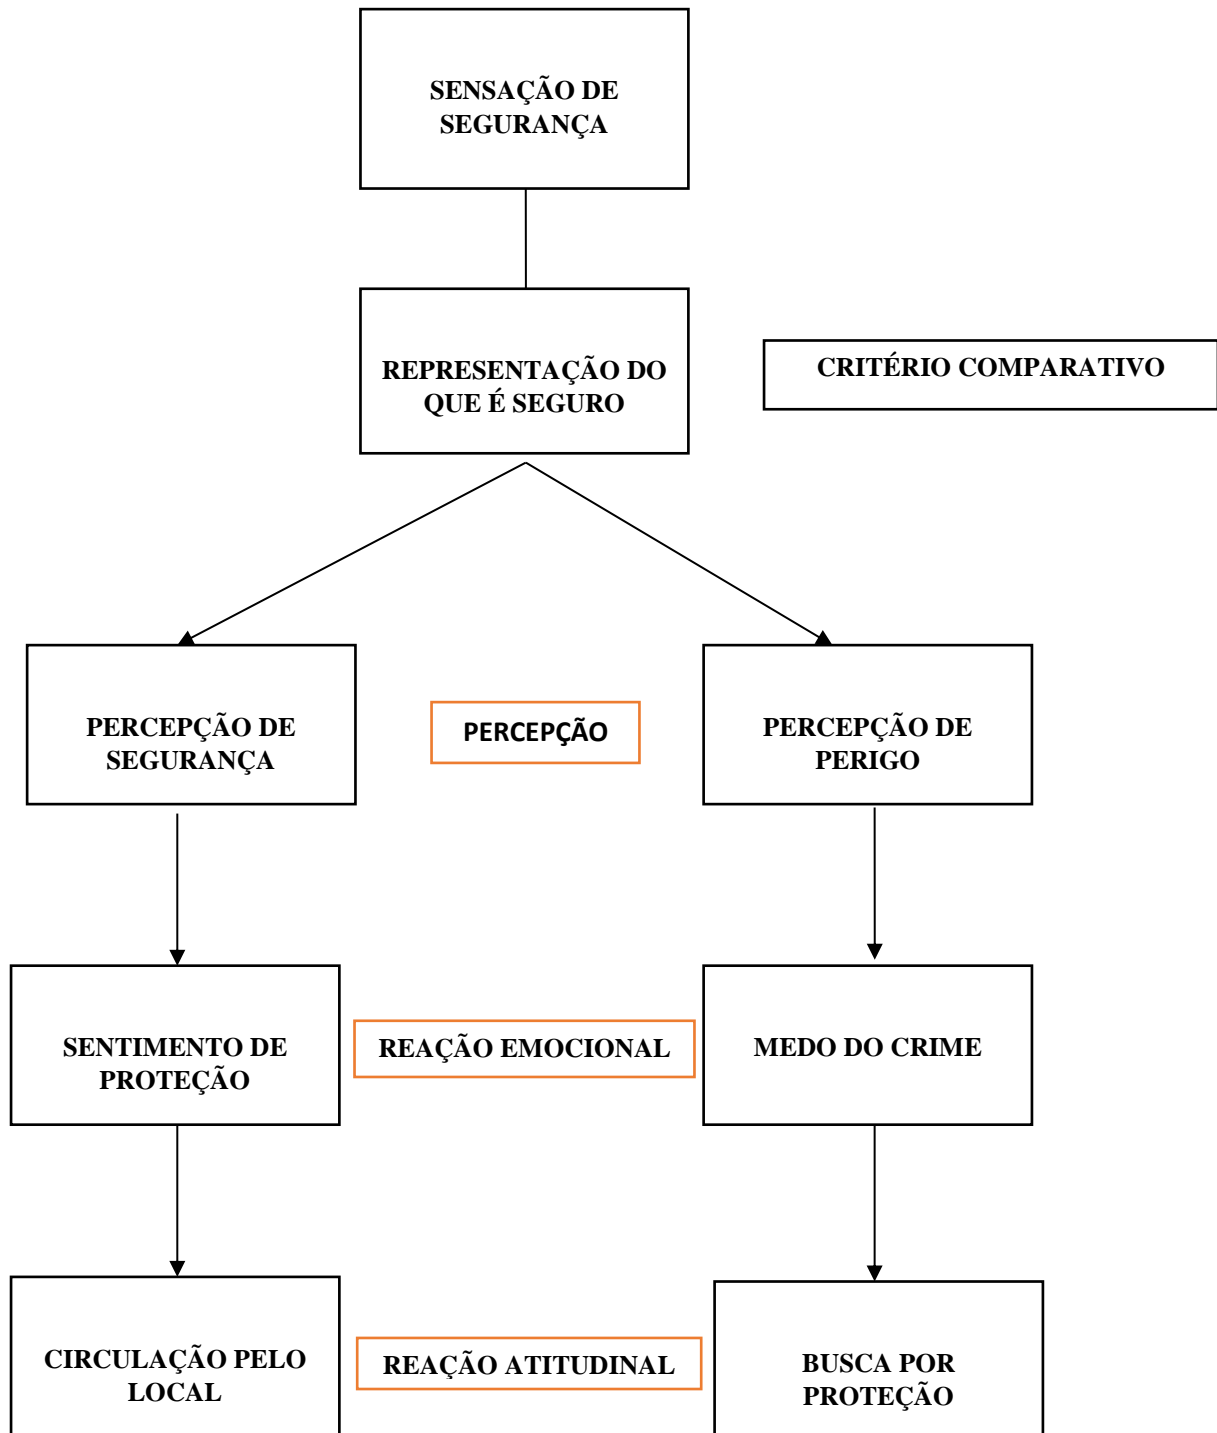 SENSAÇÃO DE
SEGURANÇA
REPRESENTAÇÃO DO
QUE É SEGURO
CRITÉRIO COMPARATIVO
PERCEPÇÃO DE
SEGURANÇA
PERCEPÇÃO
PERCEPÇÃO DE
PERIGO
SENTIMENTO DE
PROTEÇÃO
REAÇÃO EMOCIONAL
MEDO DO CRIME
CIRCULAÇÃO PELO
LOCAL
REAÇÃO ATITUDINAL
BUSCA POR
PROTEÇÃO